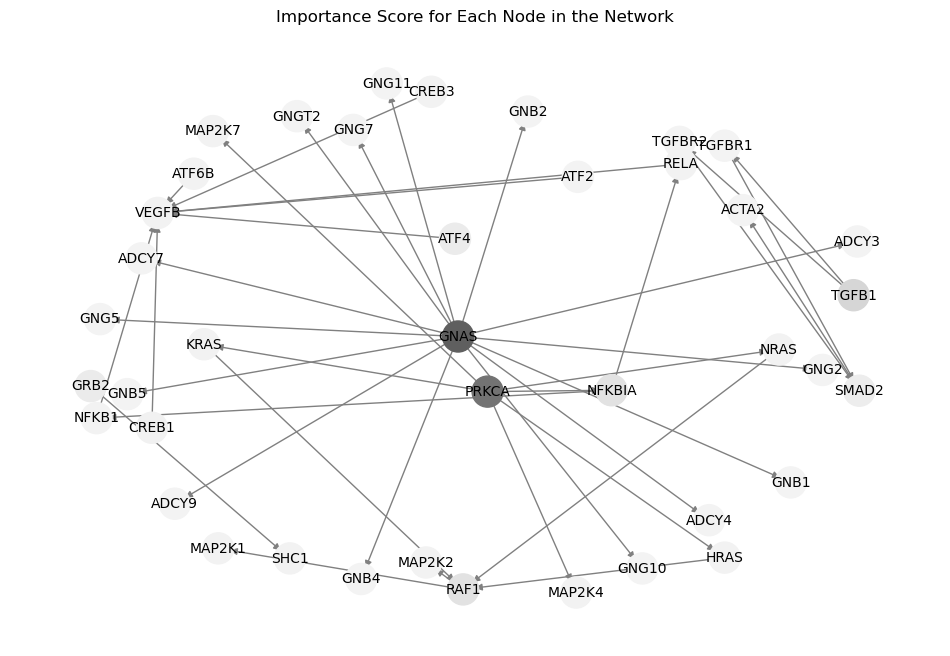 Importance Score for Each Node in the Network
GNG11
CREB3
GNB2
GNGT2
GNG7
MAP2K7
TGFBR2
TGFBR1
RELA
ATF6B
ATF2
VEGFB
ACTA2
ATF4
ADCY3
ADCY7
TGFB1
GNG5
GNAS
KRAS
NRAS
GNG2
GRB2
GNB5
PRKCA
NFKBIA
SMAD2
NFKB1
CREB1
GNB1
ADCY9
ADCY4
MAP2K1
SHC1
HRAS
MAP2K2
GNG10
GNB4
RAF1
MAP2K4